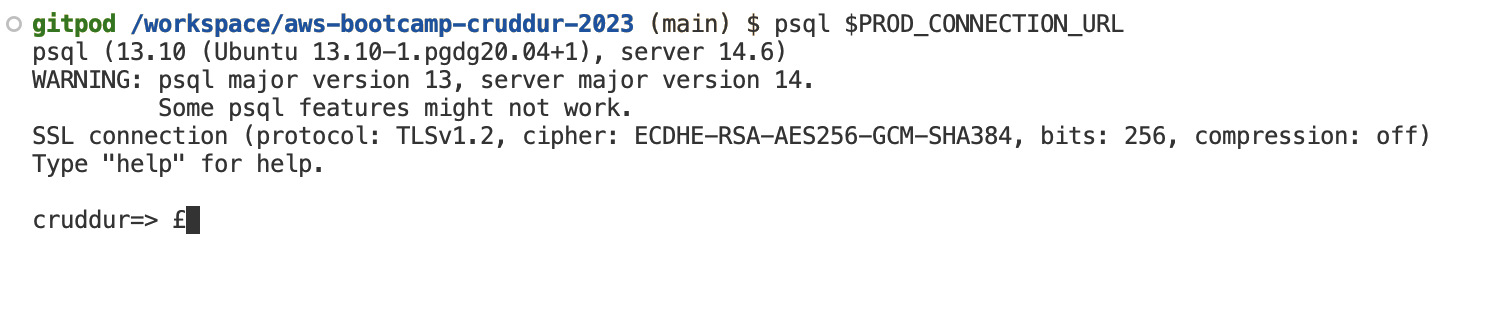 gitpod /workspace/aws-bootcamp-cruddur-2023 (main) $ psql $PROD_CONNECTION_URL
psql (13.10 (Ubuntu 13.10-1.pgdg20.04+1), server 14.6)
WARNING: psql major version 13, server major version 14.
         Some psql features might not work.
SSL connection (protocol: TLSv1.2, cipher: ECDHE-RSA-AES256-GCM-SHA384, bits: 256, compression: off)
Type "help" for help.

cruddur=> £